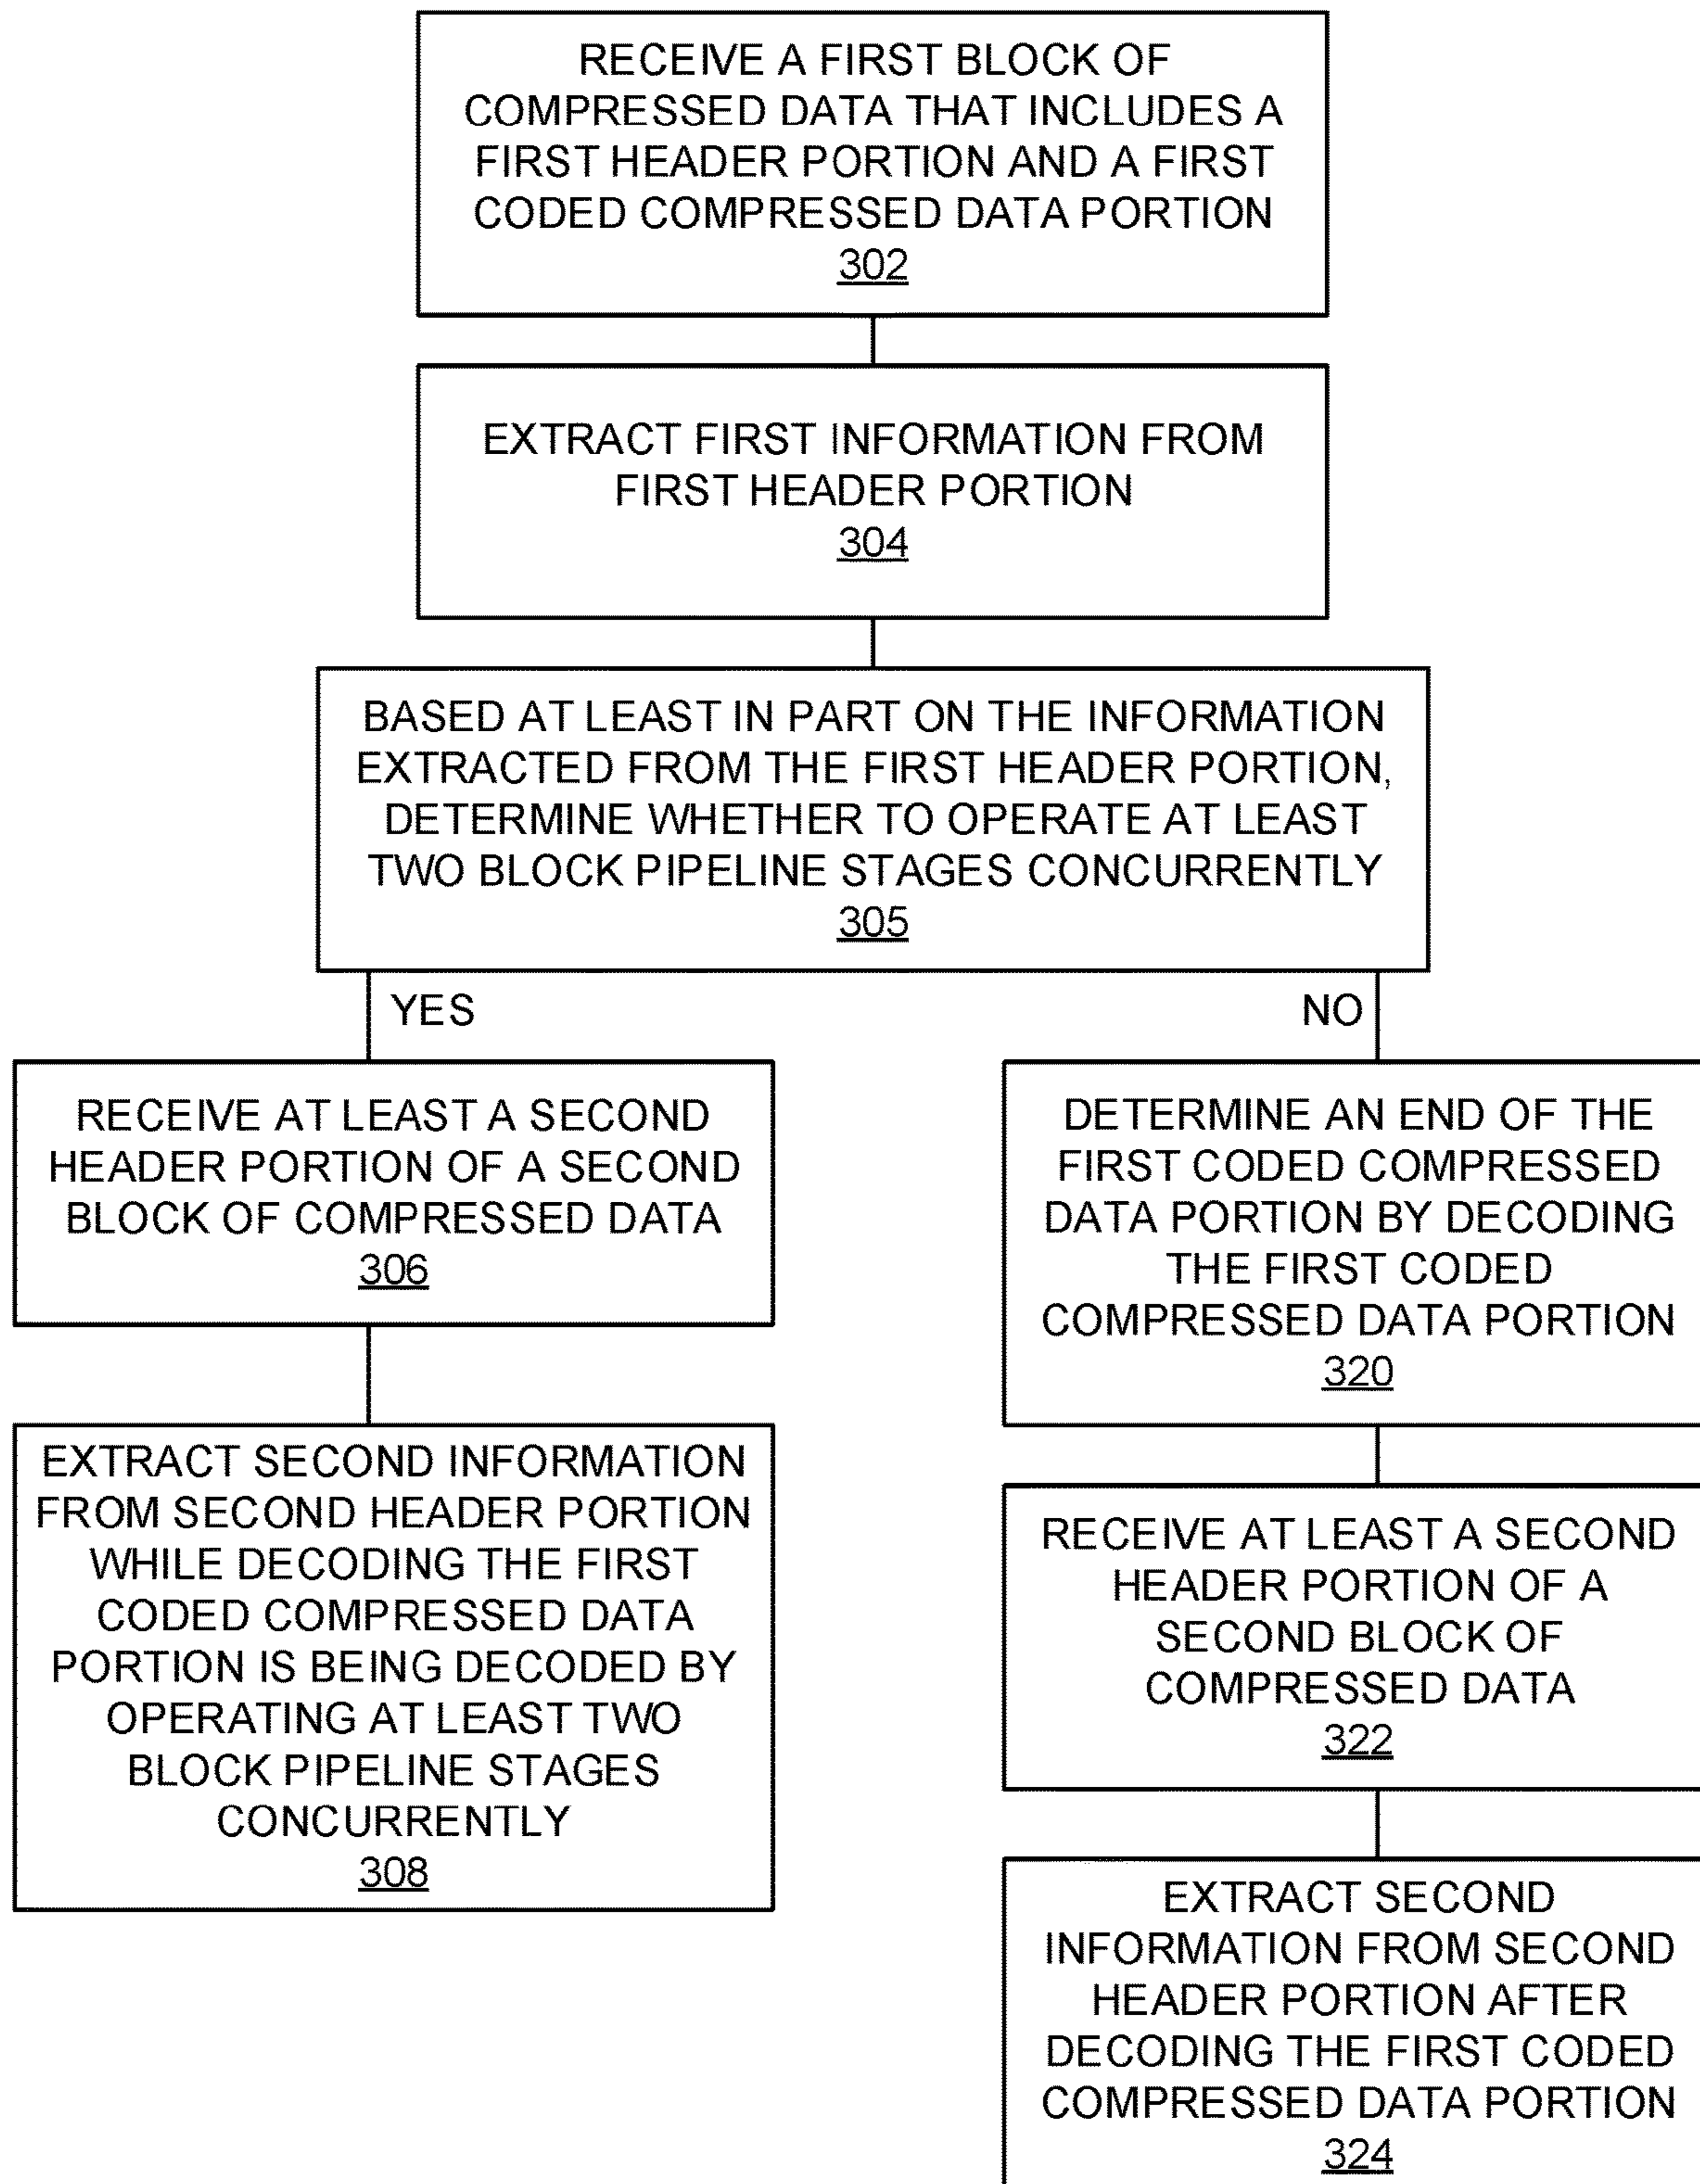 RECEIVE A FIRST BLOCK OF
COMPRESSED DATA THAT INCLUDES A
FIRST HEADER PORTION AND A FIRST
CODED COMPRESSED DATA PORTION
302
EXTRACT FIRST INFORMATION FROM
FIRST HEADER PORTION
304
BASED AT LEAST IN PART ON THE INFORMATION
EXTRACTED FROM THE FIRST HEADER PORTION,
DETERMINE WHETHER TO OPERATE AT LEAST
TWO BLOCK PIPELINE STAGES CONCURRENTLY
305
YES
RECEIVE AT LEAST A SECOND
HEADER PORTION OF A SECOND
BLOCK OF COMPRESSED DATA
306
EXTRACT SECOND INFORMATION
FROM SECOND HEADER PORTION
WHILE DECODING THE FIRST
CODED COMPRESSED DATA
PORTION IS BEING DECODED BY
OPERATING AT LEAST TWO
BLOCK PIPELINE STAGES
CONCURRENTLY
308
NO
DETERMINE AN END OF THE
FIRST CODED COMPRESSED
DATA PORTION BY DECODING
THE FIRST CODED
COMPRESSED DATA PORTION
320
RECEIVE AT LEAST A SECOND
HEADER PORTION OF A
SECOND BLOCK OF
COMPRESSED DATA
322
EXTRACT SECOND
INFORMATION FROM SECOND
HEADER PORTION AFTER
DECODING THE FIRST CODED
COMPRESSED DATA PORTION
324